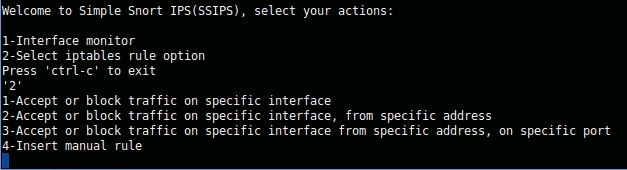 Welcome to Simple Snort IPS(SSIPS), select your actions:
1-Interface monitor
2-Select iptables rule option
Press 'ctrl-c' to exit
'2'
1-Accept or block traffic on specific interface
2-Accept or block traffic on specific interface, from specific address
3-Accept or block traffic on specific interface from specific address, on specific port
4-Insert manual rule